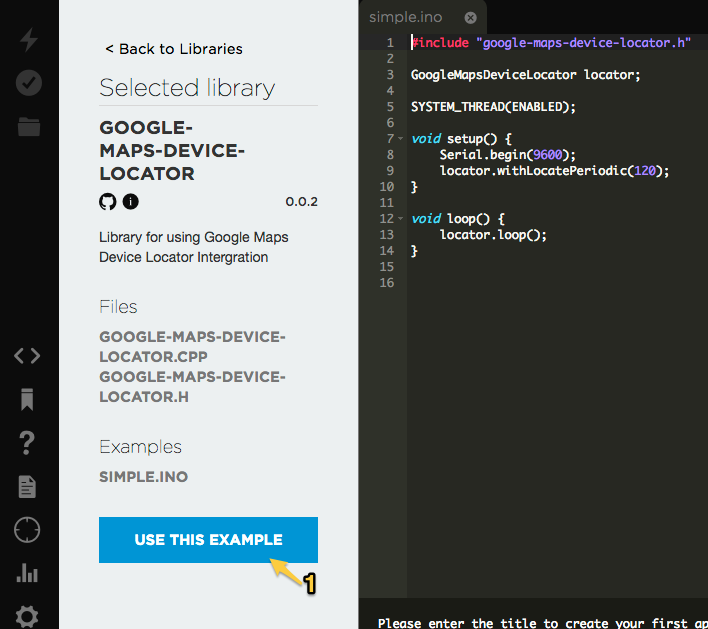 < Back to Libraries
Selected library
GOOGLE-
MAPS-DEVICE-
LOCATOR
0.0.2
Library for using Google Maps
Device Locator Intergration
Files
GOOGLE-MAPS-DEVICE-
LOCATOR.CPP
GOOGLE-MAPS-DEVICE-
LOCATOR.H
Examples
SIMPLE.INO
USE THIS EXAMPLE
1
simple.ino
1 #include "google-maps-device-locator.h"
2
3 GoogleMapsDeviceLocator locator;
4
5 SYSTEM_THREAD(ENABLED);
6
7 void setup() {
8 Serial.begin(9600);
9 locator.withLocatePeriodic(120);
10 }
11
12 void loop() {
13 locator.loop();
14 }
15
16
Please enter the title to create your first ap